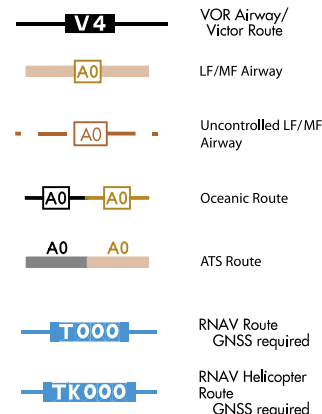 V4
VOR Airway/
Victor Route
A0
LF/MF Airway
A0
Uncontrolled LF/MF
Airway
A0 A0
Oceanic Route
A0 A0
ATS Route
T000
RNAV Route
GNSS required
TK000
RNAV Helicopter
Route
GNSS required